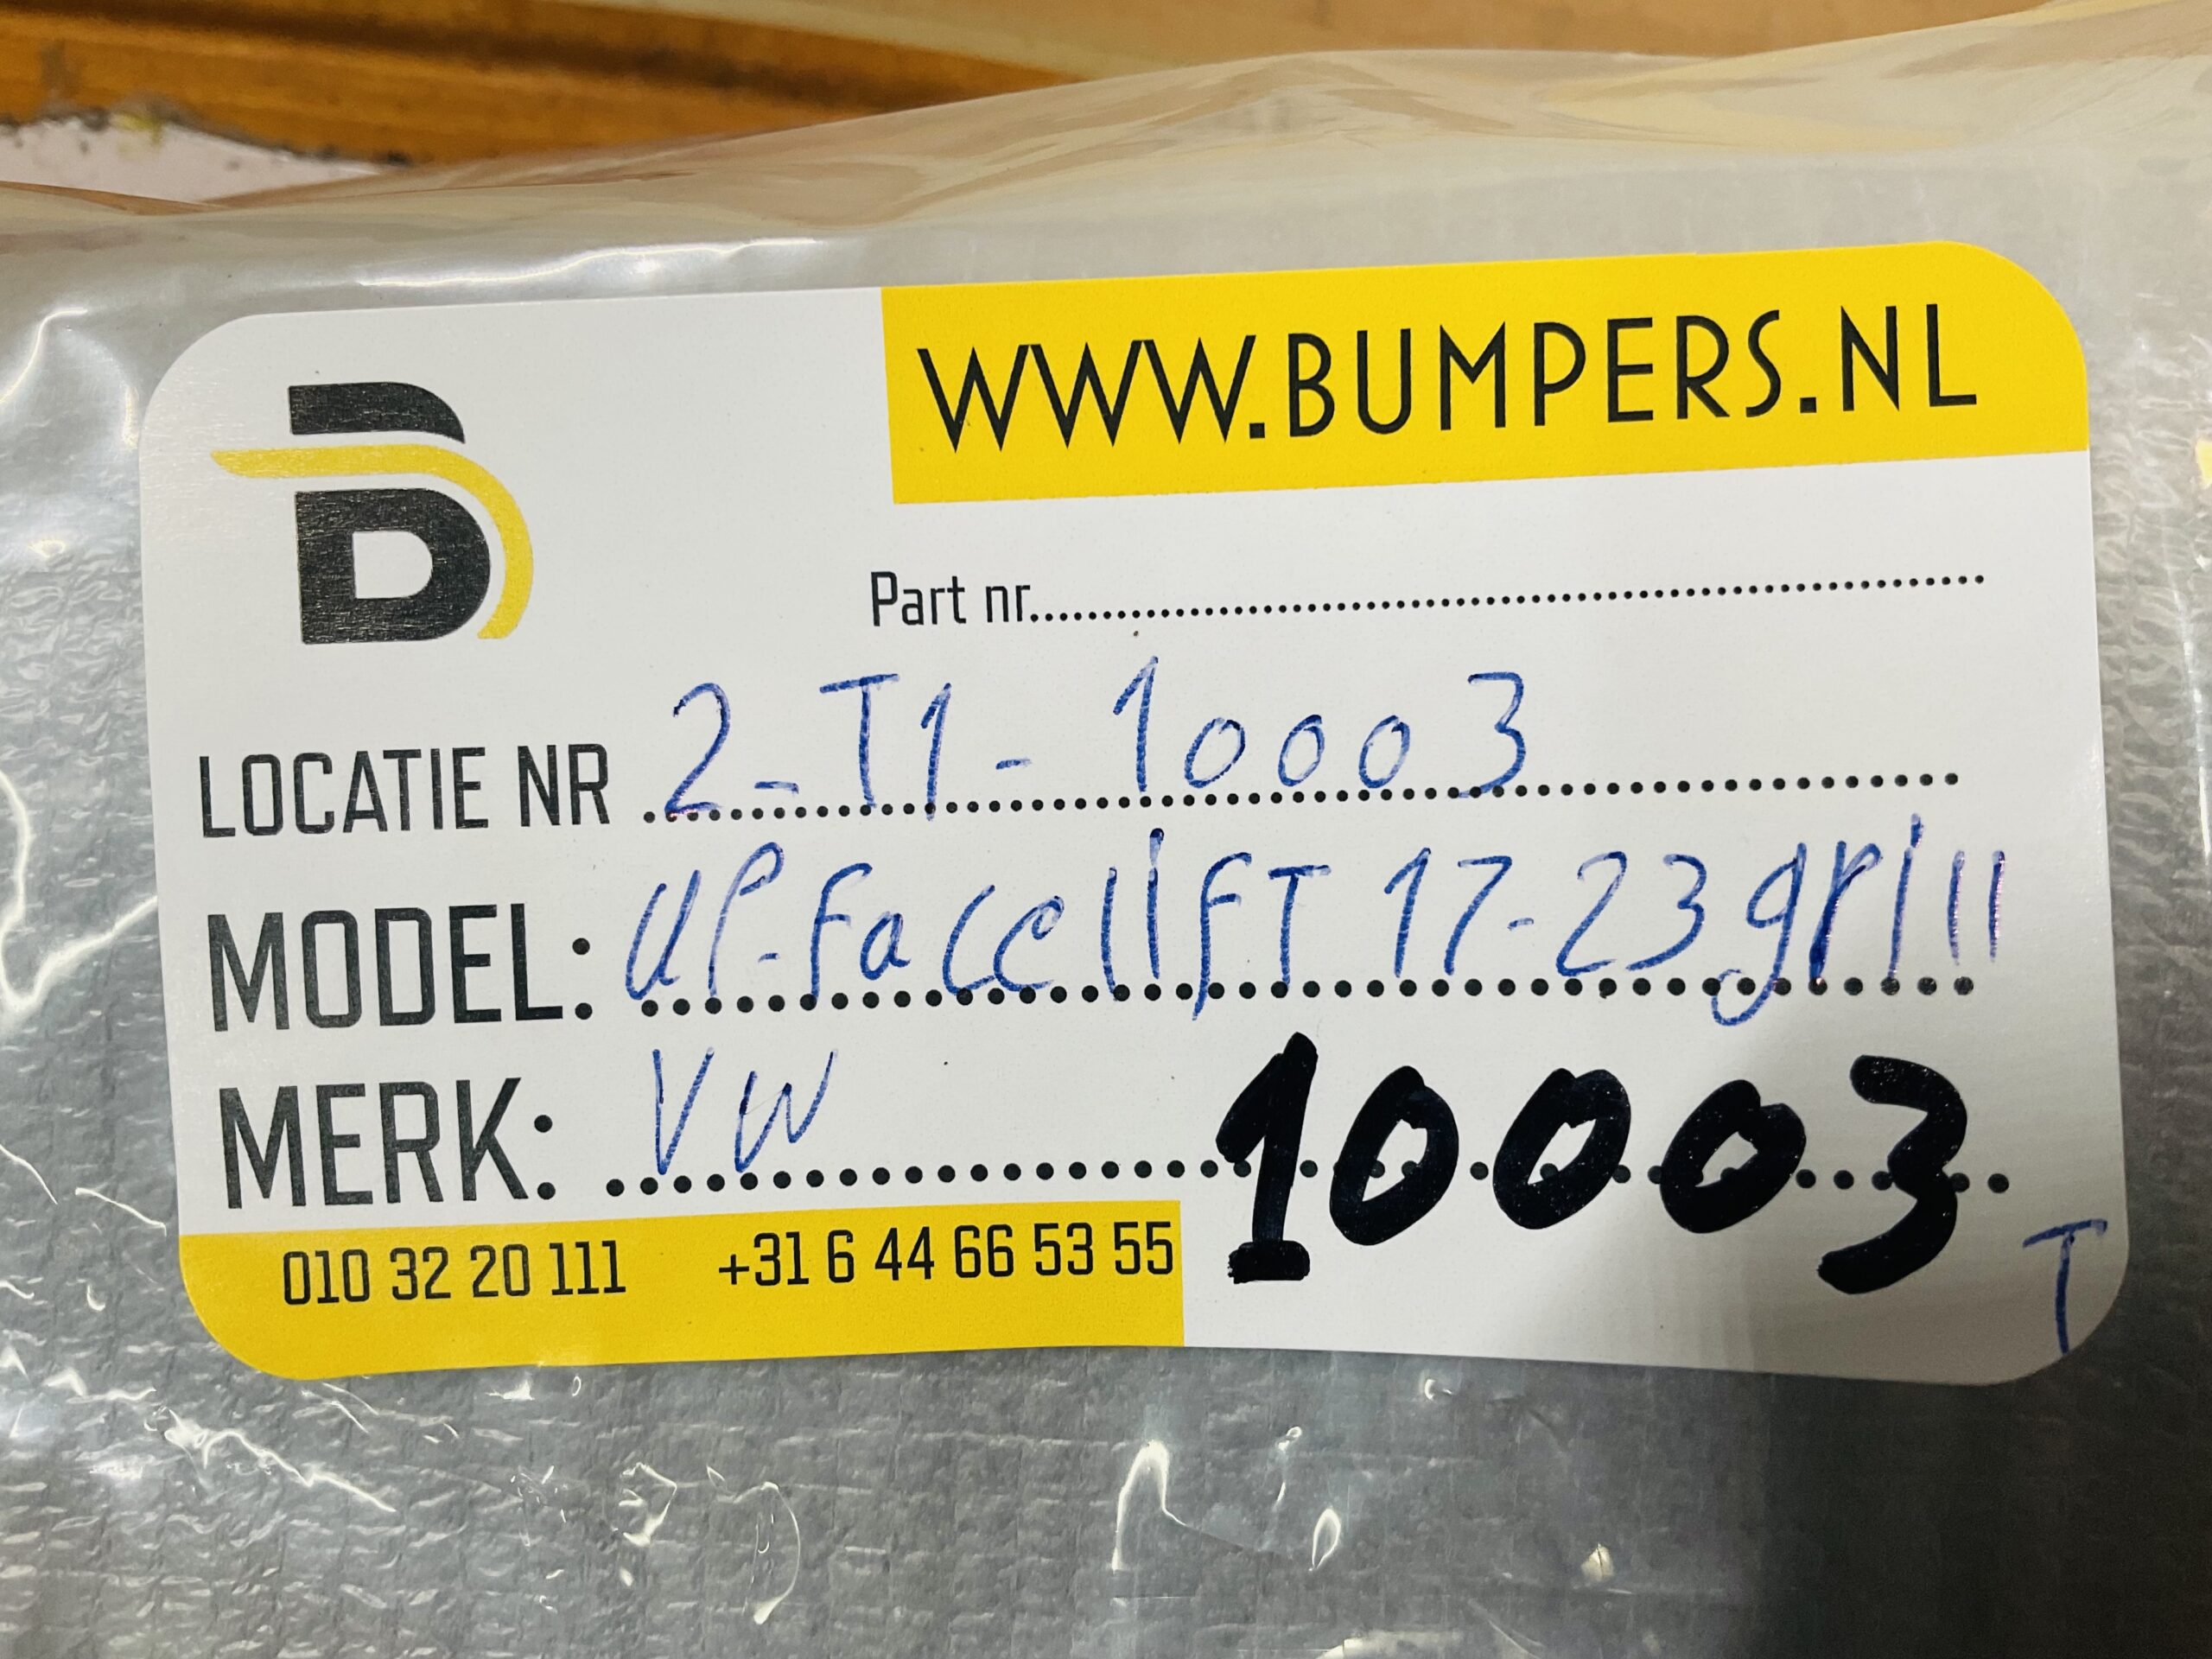 WWW.BUMPERS.NL
Part nr.
LOCATIE NR 2-T1-10003
MODEL: UP-facelifT 17-23 grill
MERK: VW
10003
010 32 20 111 +31 6 44 66 53 55
T